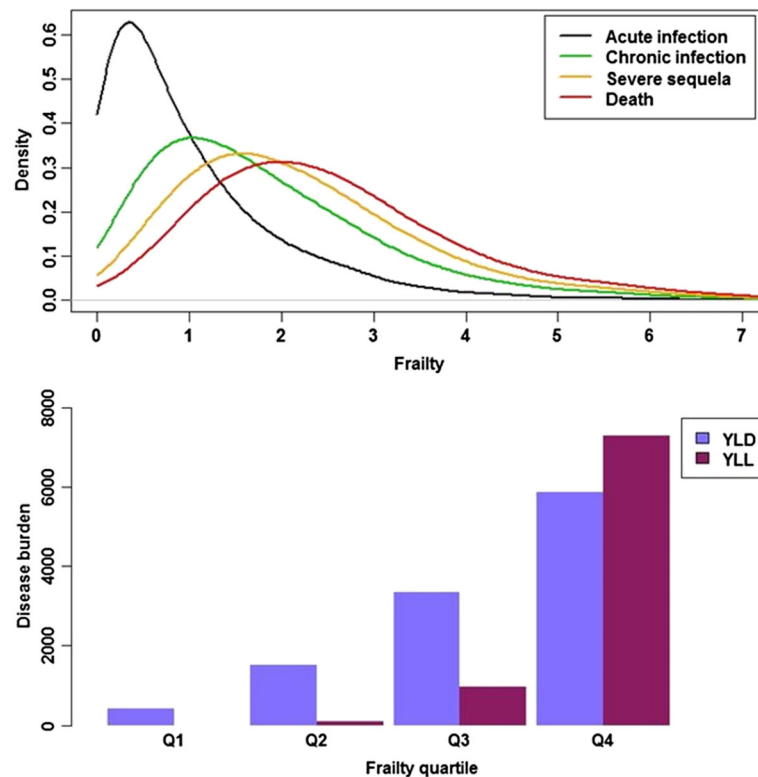 Density
0.6
0.5
0.4
0.3
0.2
0.1
0.0
Acute infection
Chronic infection
Severe sequela
Death
0 1 2 3 4 5 6 7
Frailty
Disease burden
8000
6000
4000
2000
0
YLD
YLL
Q1 Q2 Q3 Q4
Frailty quartile